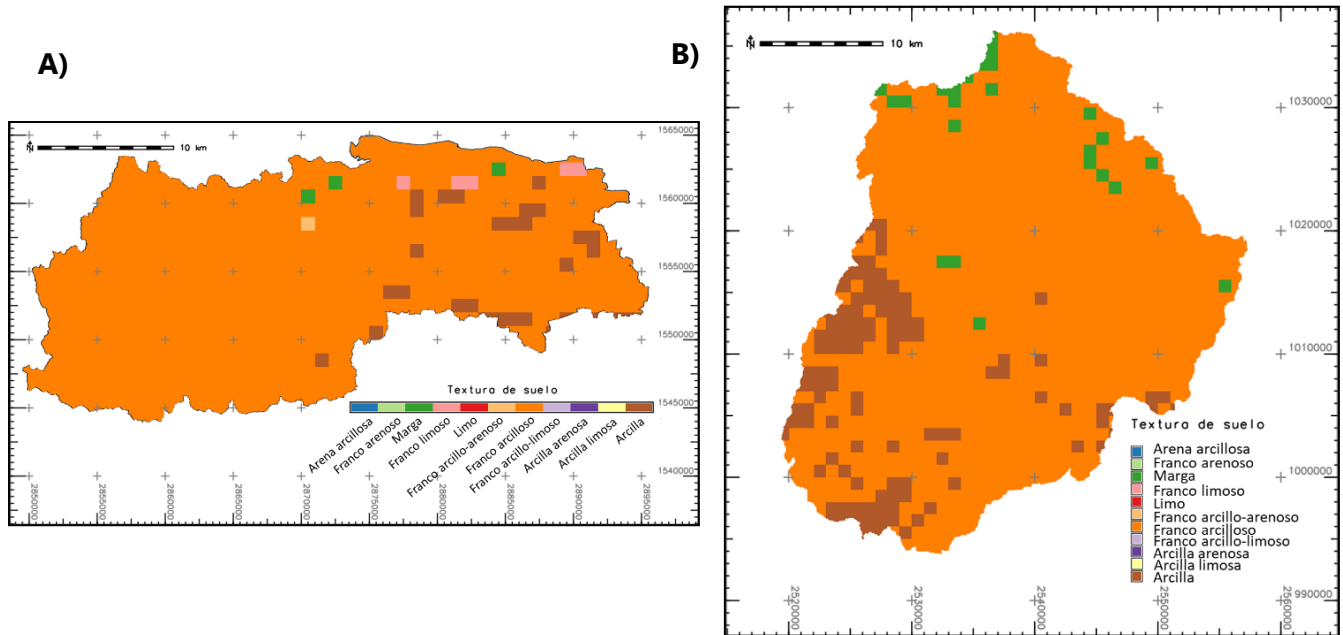 A)
N
10 km
1565000
1560000
1555000
1550000
1545000
1540000
Textura de suelo
Arena arcillosa
Franco arenoso
Marga
Franco limoso
Limo
Franco arcillo-arenoso
Franco arcilloso
Franco arcillo-limoso
Arcilla arenosa
Arcilla limosa
Arcilla
2850000
2855000
2860000
2865000
2870000
2875000
2880000
2885000
2890000
2895000
B)
N
10 km
1030000
1020000
1010000
1000000
990000
Textura de suelo
Arena arcillosa
Franco arenoso
Marga
Franco limoso
Limo
Franco arcillo-arenoso
Franco arcilloso
Franco arcillo-limoso
Arcilla arenosa
Arcilla limosa
Arcilla
2520000
2530000
2540000
2550000
2560000